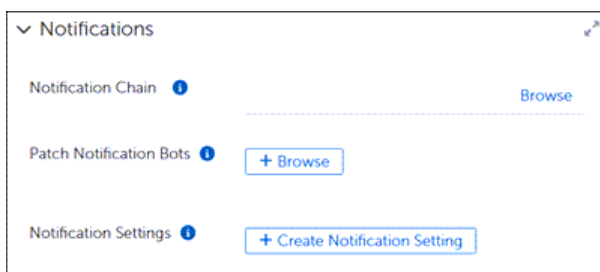 Notifications
Notification Chain
Browse
Patch Notification Bots
+ Browse
Notification Settings
+ Create Notification Setting